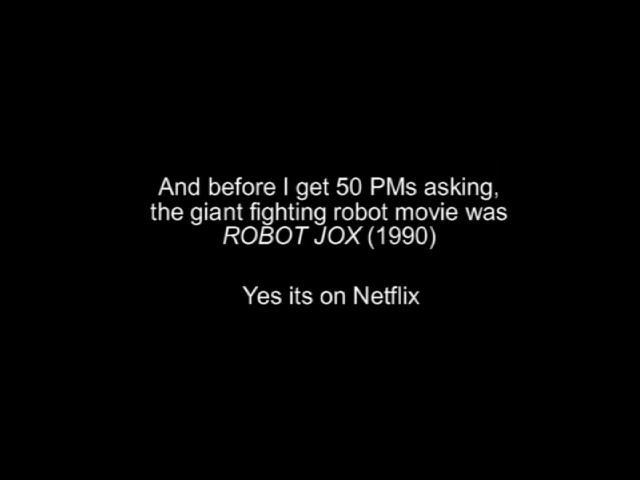 And before I get 50 PMs asking,
the giant fighting robot movie was
ROBOT JOX (1990)
Yes its on Netflix